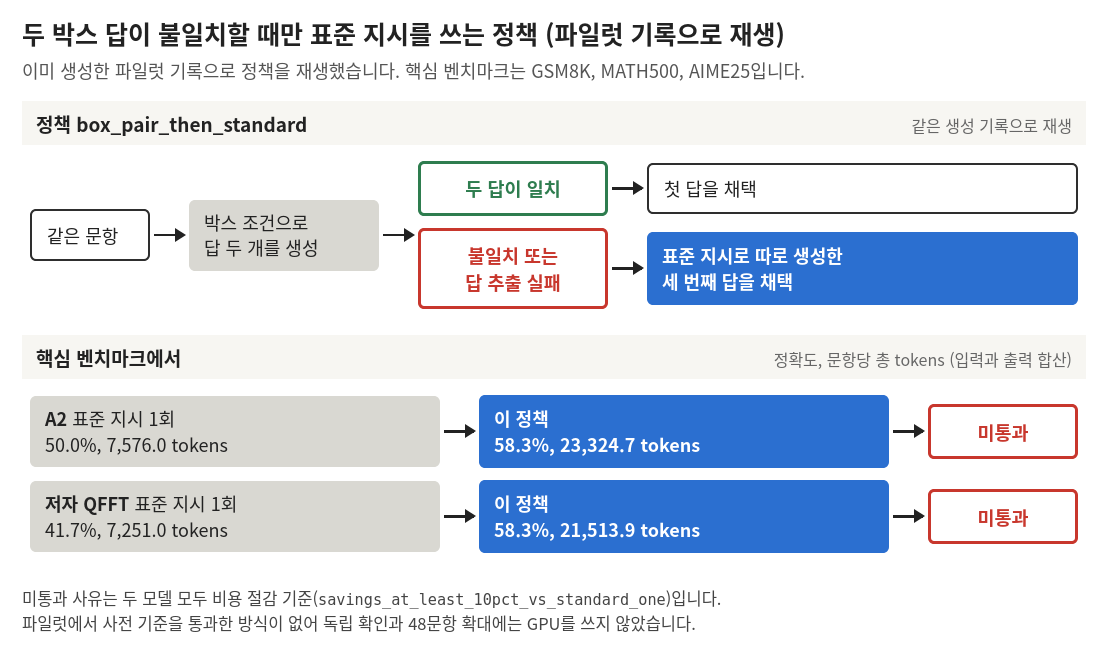 두 박스 답이 불일치할 때만 표준 지시를 쓰는 정책 (파일럿 기록으로 재생)
이미 생성한 파일럿 기록으로 정책을 재생했습니다. 핵심 벤치마크는 GSM8K, MATH500, AIME25입니다.
정책 box_pair_then_standard
같은 생성 기록으로 재생
같은 문항
박스 조건으로
답 두 개를 생성
두 답이 일치
첫 답을 채택
불일치 또는
답 추출 실패
표준 지시로 따로 생성한
세 번째 답을 채택
핵심 벤치마크에서
정확도, 문항당 총 tokens (입력과 출력 합산)
A2 표준 지시 1회
50.0%, 7,576.0 tokens
이 정책
58.3%, 23,324.7 tokens
미통과
저자 QFFT 표준 지시 1회
41.7%, 7,251.0 tokens
이 정책
58.3%, 21,513.9 tokens
미통과
미통과 사유는 두 모델 모두 비용 절감 기준(savings_at_least_10pct_vs_standard_one)입니다.
파일럿에서 사전 기준을 통과한 방식이 없어 독립 확인과 48문항 확대에는 GPU를 쓰지 않았습니다.